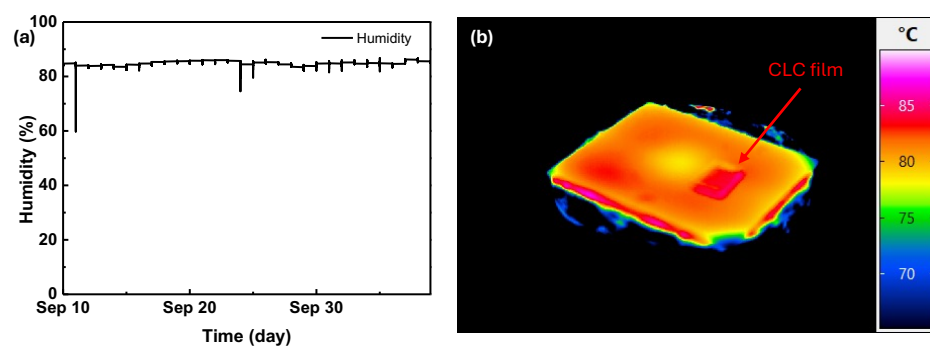 (a)
Humidity
100
80
60
40
20
0
Humidity (%)
Sep 10
Sep 20
Sep 30
Time (day)
(b)
CLC film
°C
85
80
75
70